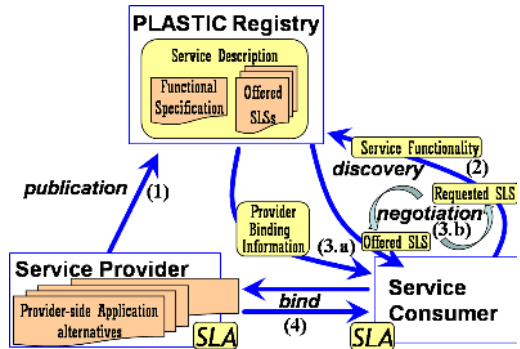 PLASTIC Registry
Service Description
Functional
Specification
Offered
SLSs
Service Functionality
(2)
discovery
publication
(1)
Requested SLS
negotiation
(3.b)
Provider
Binding
Information
(3.a)
Offered SLS
Service Provider
Provider-side Application
alternatives
SLA
bind
(4)
Service
Consumer
SLA